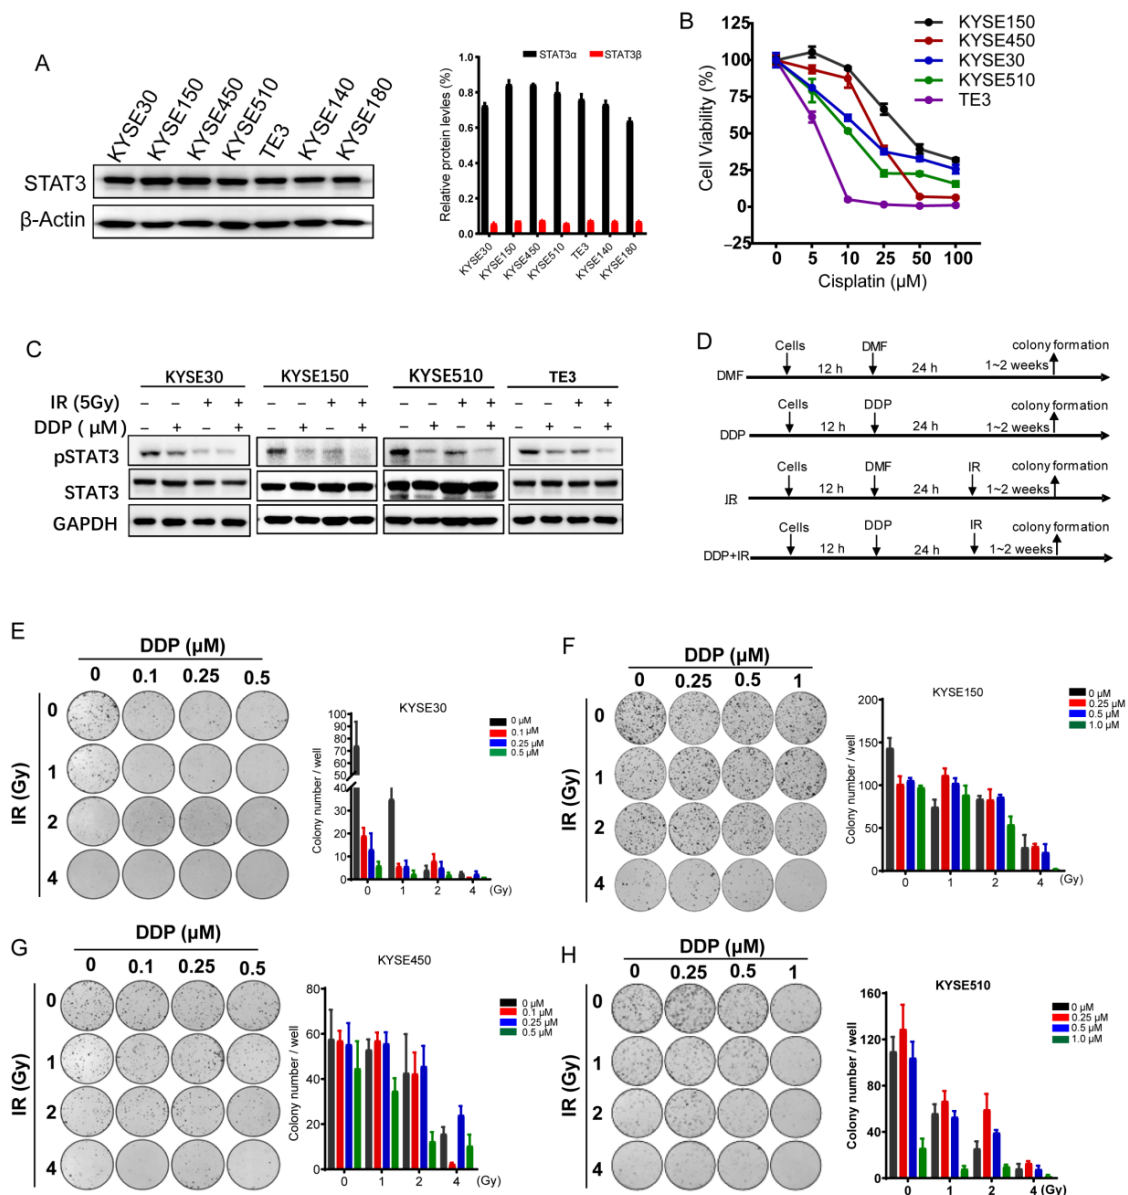 A
KYSE30
KYSE150
KYSE450
KYSE510
TE3
KYSE140
KYSE180
STAT3
β-Actin
STAT3α
STAT3β
Relative protein leveles (%)
1.0
0.8
0.6
0.4
0.2
0.0
KYSE30
KYSE150
KYSE450
KYSE510
TE3
KYSE140
KYSE180
B
Cell Viability (%)
125
100
75
50
25
0
−25
0 5 10 25 50 100
Cisplatin (µM)
KYSE150
KYSE450
KYSE30
KYSE510
TE3
C
KYSE30 KYSE150 KYSE510 TE3
IR (5Gy) − − + + − − + + − − + + − − + +
DDP ( µM) − + − + − + − + − + − + − + − +
pSTAT3
STAT3
GAPDH
D
Cells DMF colony formation
DMF 12 h 24 h 1~2 weeks
Cells DDP colony formation
DDP 12 h 24 h 1~2 weeks
Cells DMF IR colony formation
IR 12 h 24 h 1~2 weeks
Cells DDP IR colony formation
DDP+IR 12 h 24 h 1~2 weeks
E
DDP (µM)
0 0.1 0.25 0.5
IR (Gy)
0
1
2
4
KYSE30
Colony number / well
100
90
80
70
60
50
40
30
20
10
0
0 1 2 4 (Gy)
0 µM
0.1 µM
0.25 µM
0.5 µM
F
DDP (µM)
0 0.25 0.5 1
IR (Gy)
0
1
2
4
KYSE150
Colony number / well
200
150
100
50
0
0 1 2 4 (Gy)
0 µM
0.25 µM
0.5 µM
1.0 µM
G
DDP (µM)
0 0.1 0.25 0.5
IR (Gy)
0
1
2
4
KYSE450
Colony number / well
80
60
40
20
0
0 1 2 4 (Gy)
0 µM
0.1 µM
0.25 µM
0.5 µM
H
DDP (µM)
0 0.25 0.5 1
IR (Gy)
0
1
2
4
KYSE510
Colony number / well
160
120
80
40
0
0 1 2 4 (Gy)
0 µM
0.25 µM
0.5 µM
1.0 µM